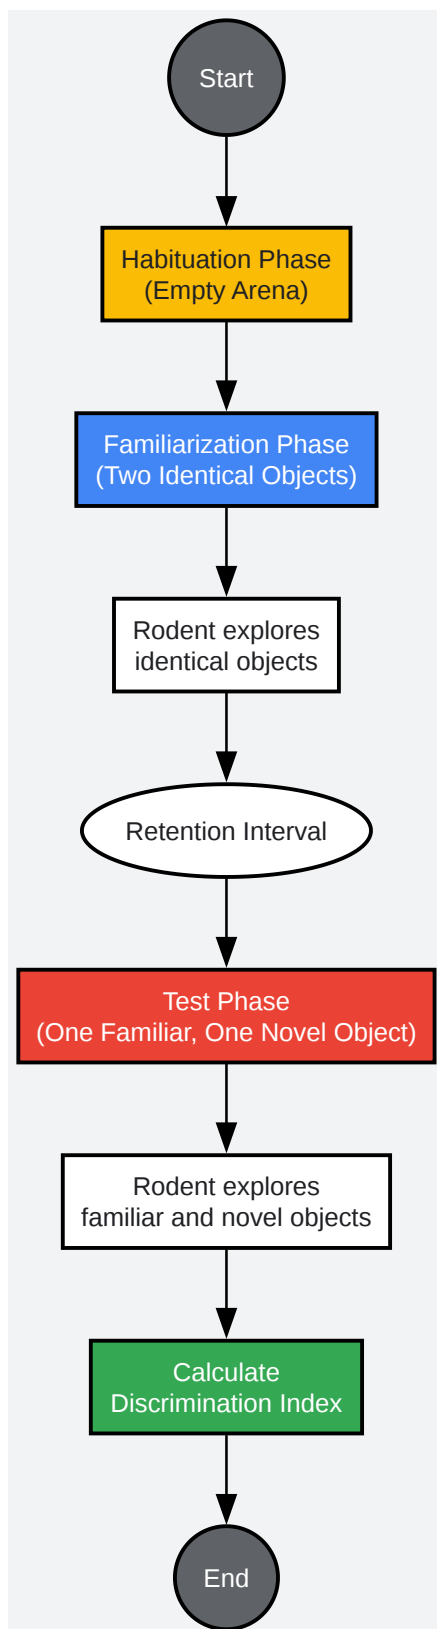 Start
Habituation Phase
(Empty Arena)
Familiarization Phase
(Two Identical Objects)
Rodent explores
identical objects
Retention Interval
Test Phase
(One Familiar, One Novel Object)
Rodent explores
familiar and novel objects
Calculate
Discrimination Index
End